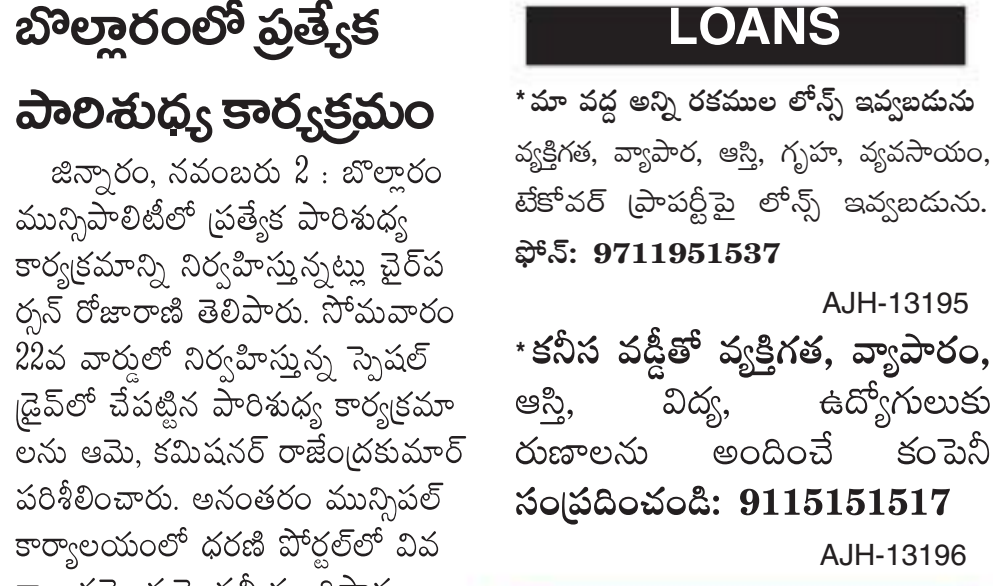 బొల్లారంలో ప్రత్యేక
పారిశుధ్య కార్యక్రమం
జిన్నారం, నవంబరు 2 : బొల్లారం
మున్సిపాలిటీలో ప్రత్యేక పారిశుధ్య
కార్యక్రమాన్ని నిర్వహిస్తున్నట్లు చైర్‌ప
ర్సన్ రోజారాణి తెలిపారు. సోమవారం
22వ వార్డులో నిర్వహిస్తున్న స్పెషల్
డ్రైవ్‌లో చేపట్టిన పారిశుధ్య కార్యక్రమా
లను ఆమె, కమిషనర్ రాజేంద్రకుమార్
పరిశీలించారు. అనంతరం మున్సిపల్
కార్యాలయంలో ధరణి పోర్టల్‌లో వివ
LOANS
*మా వద్ద అన్ని రకముల లోన్స్ ఇవ్వబడును
వ్యక్తిగత, వ్యాపార, ఆస్తి, గృహ, వ్యవసాయం,
టేకోవర్ ప్రాపర్టీపై లోన్స్ ఇవ్వబడును.
ఫోన్: 9711951537
AJH-13195
*కనీస వడ్డీతో వ్యక్తిగత, వ్యాపారం,
ఆస్తి, విద్య, ఉద్యోగులుకు
రుణాలను అందించే కంపెనీ
సంప్రదించండి: 9115151517
AJH-13196